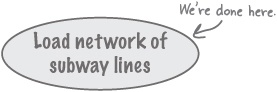 We're done here.
Load network of
subway lines